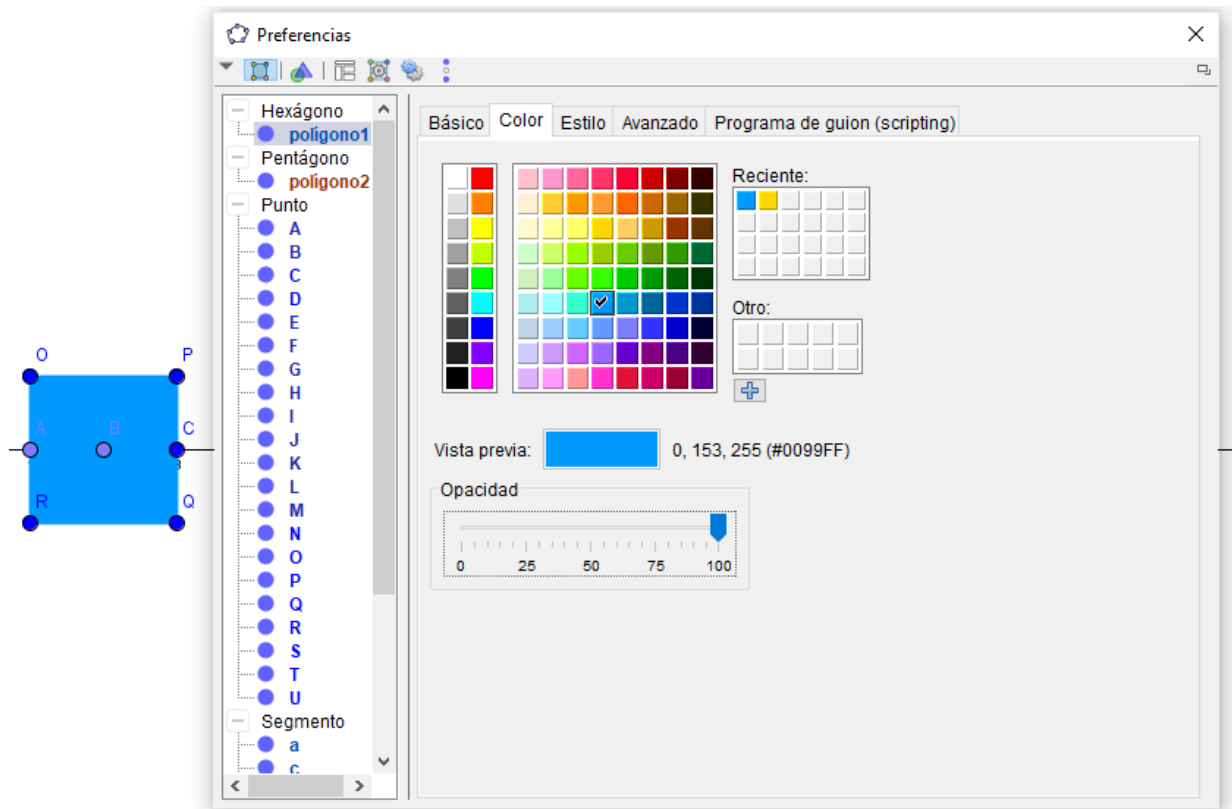 Preferencias
Hexágono
polígono1
Pentágono
polígono2
Punto
A
B
C
D
E
F
G
H
I
J
K
L
M
N
O
P
Q
R
S
T
U
Segmento
a
c
Básico Color Estilo Avanzado Programa de guion (scripting)
Reciente:
Otro:
Vista previa: 0, 153, 255 (#0099FF)
Opacidad
0 25 50 75 100
O P
A B C
R Q